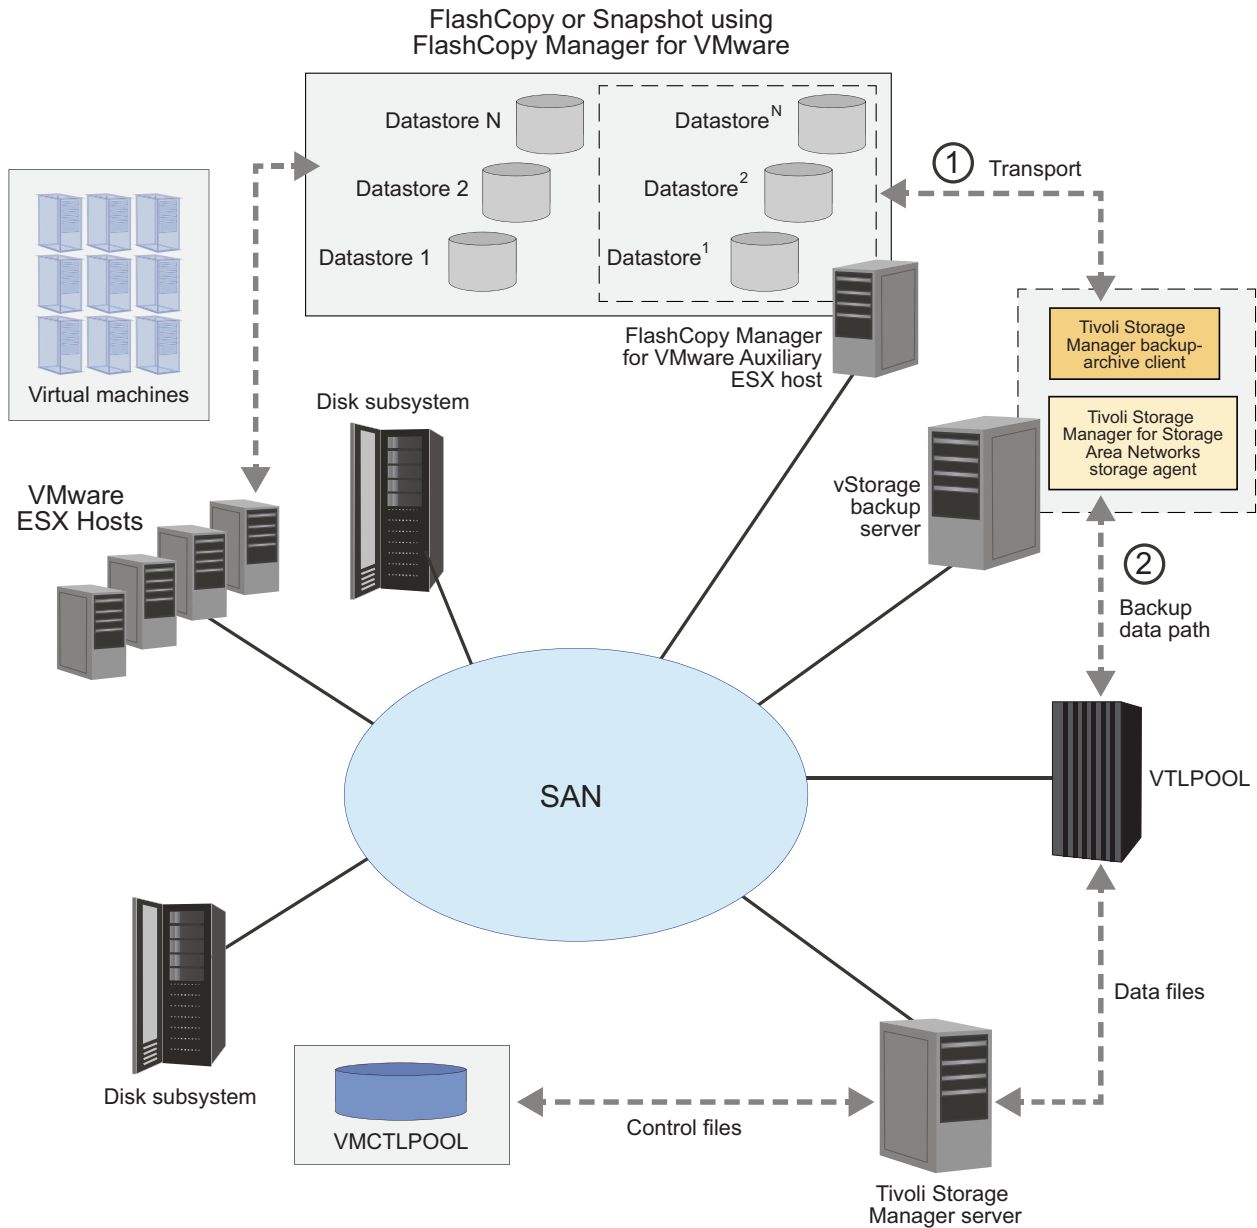 FlashCopy or Snapshot using
FlashCopy Manager for VMware
Datastore N
Datastore N
Datastore 2
Datastore 2
Datastore 1
Datastore 1
1
Transport
Virtual machines
FlashCopy Manager
for VMware Auxiliary
ESX host
Tivoli Storage
Manager backup-
archive client
Tivoli Storage
Manager for Storage
Area Networks
storage agent
Disk subsystem
VMware
ESX Hosts
vStorage
backup
server
2
Backup
data path
SAN
VTLPOOL
Data files
Disk subsystem
VMCTLPOOL
Control files
Tivoli Storage
Manager server